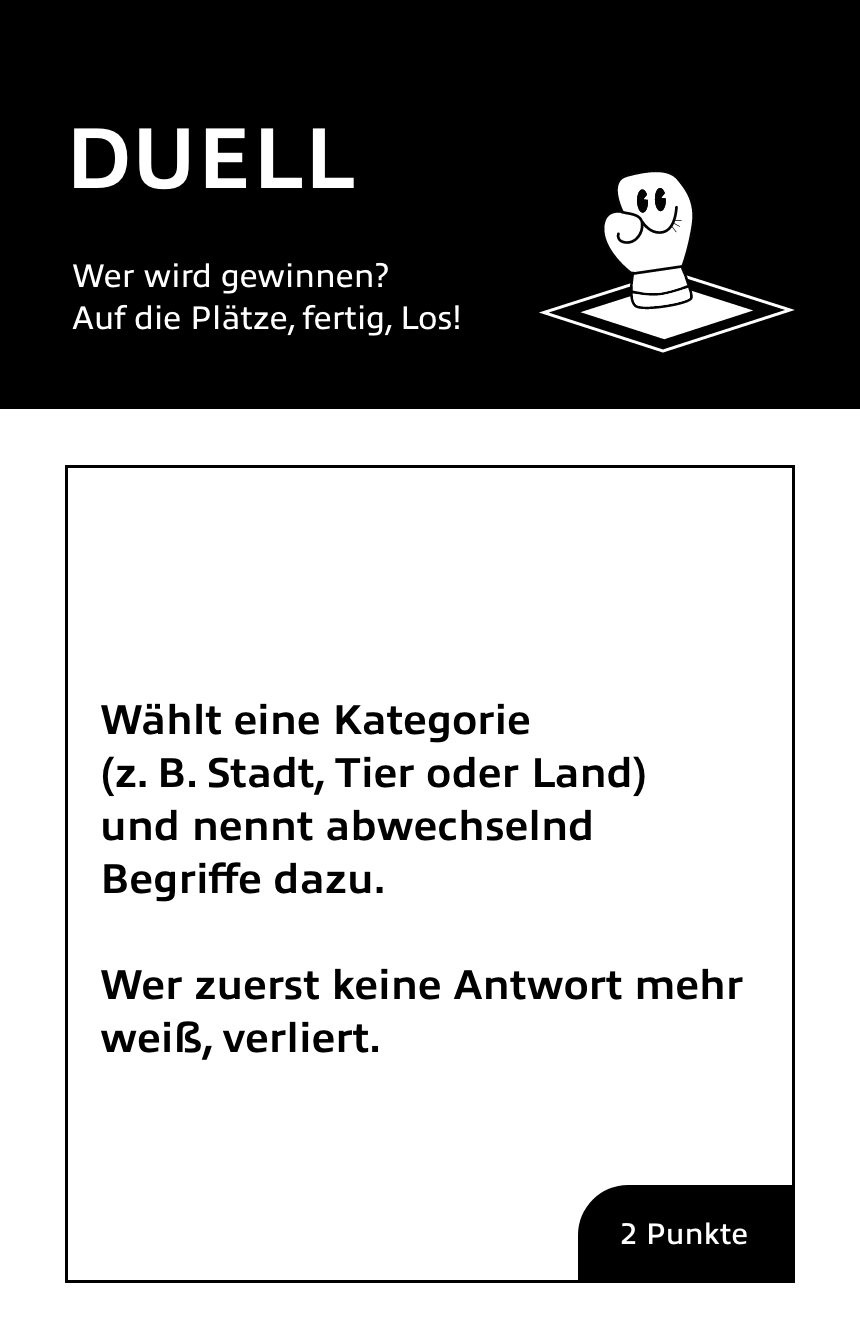 DUELL
Wer wird gewinnen?
Auf die Plätze, fertig, Los!
Wählt eine Kategorie
(z. B. Stadt, Tier oder Land)
und nennt abwechselnd
Begriffe dazu.
Wer zuerst keine Antwort mehr
weiß, verliert.
2 Punkte